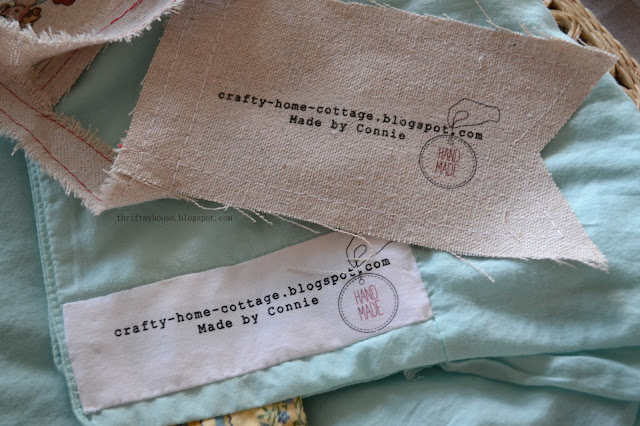 crafty-home-cottage.blogspot.com
Made by Connie
HAND
MADE
thriftmyhouse.blogspot.com
crafty-home-cottage.blogspot.com
Made by Connie
HAND
MADE